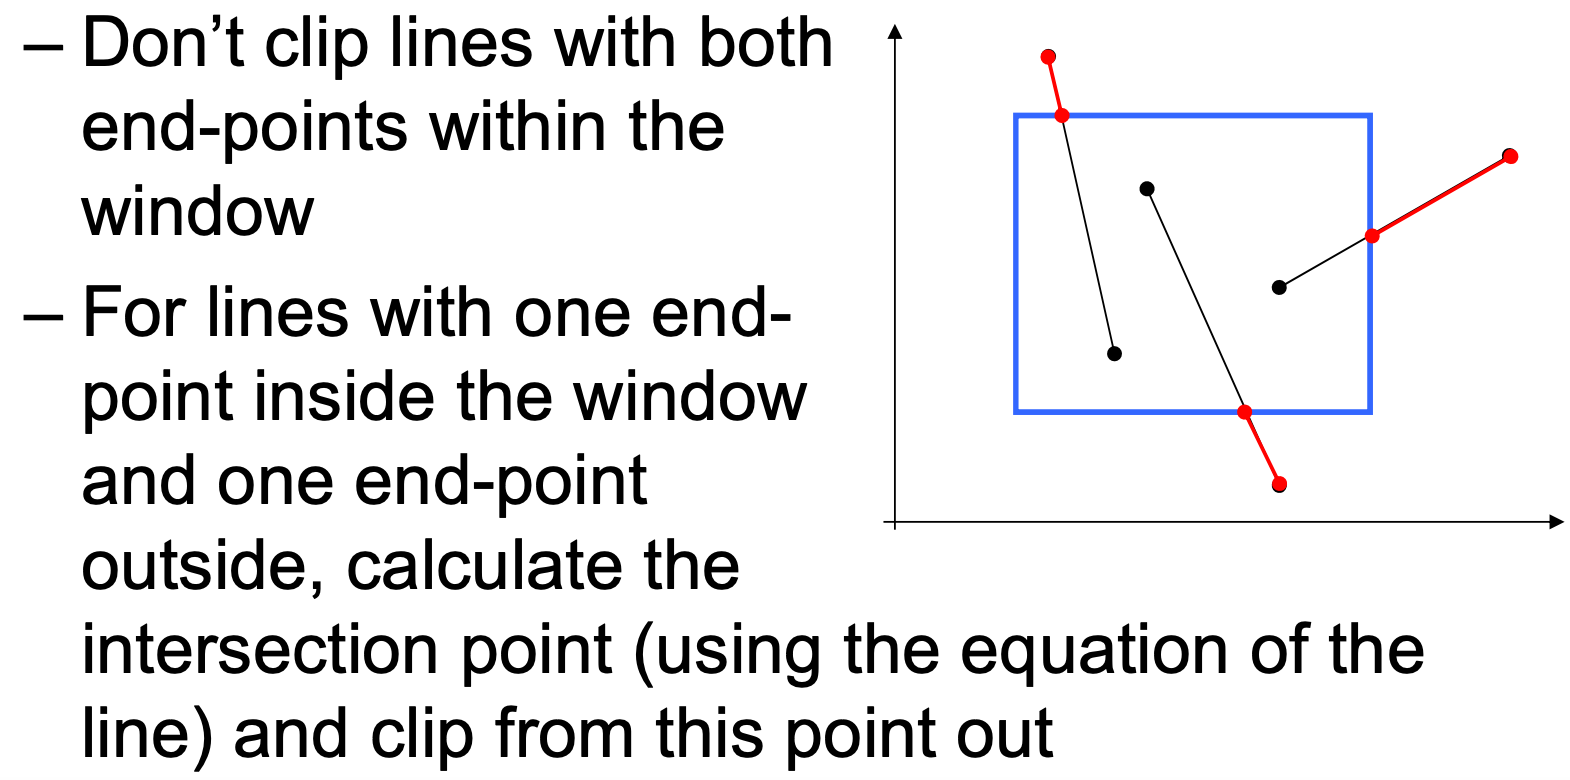 – Don’t clip lines with both
end-points within the
window
– For lines with one end-
point inside the window
and one end-point
outside, calculate the
intersection point (using the equation of the
line) and clip from this point out